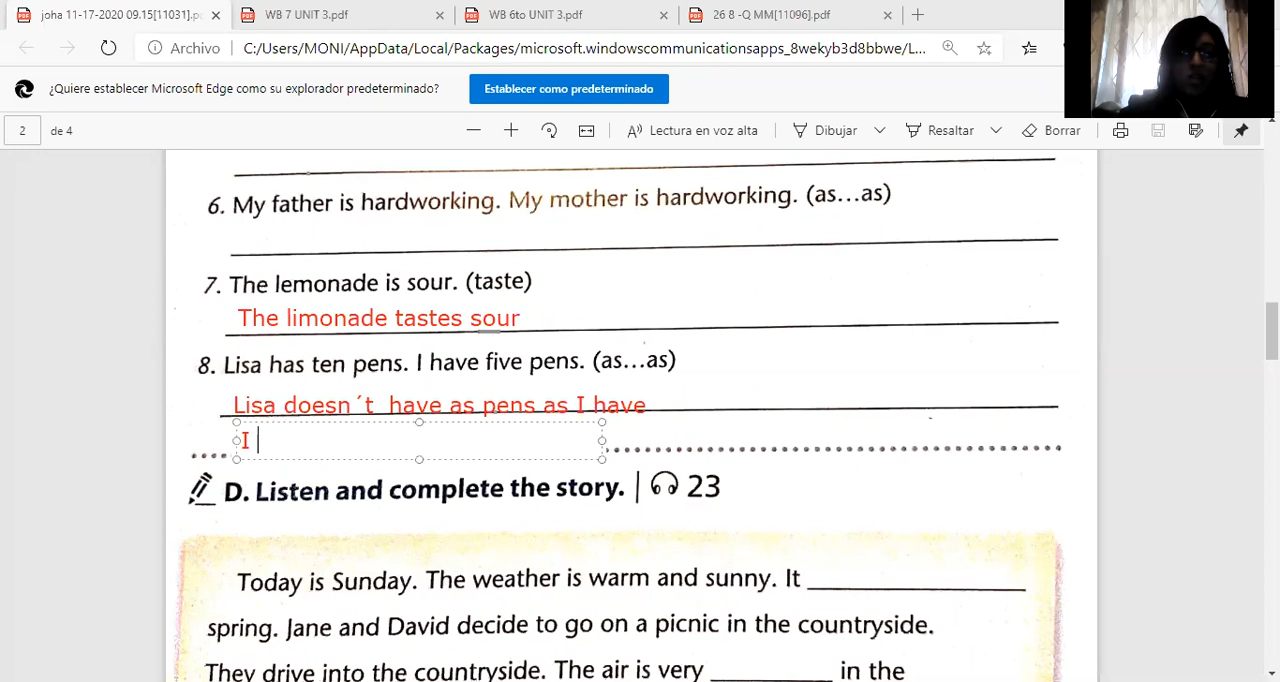 joha 11-17-2020 09.15[11031].pc
WB 7 UNIT 3.pdf
WB 6to UNIT 3.pdf
26 8 -Q MM[11096].pdf
Archivo
C:/Users/MONI/AppData/Local/Packages/microsoft.windowscommunicationsapps_8wekyb3d8bbwe/L...
¿Quiere establecer Microsoft Edge como su explorador predeterminado?
Establecer como predeterminado
2 de 4
Lectura en voz alta
Dibujar
Resaltar
Borrar
6. My father is hardworking. My mother is hardworking. (as...as)
7. The lemonade is sour. (taste)
The limonade tastes sour
8. Lisa has ten pens. I have five pens. (as...as)
Lisa doesn´t  have as pens as I have
I
D. Listen and complete the story. | 23
Today is Sunday. The weather is warm and sunny. It ____
spring. Jane and David decide to go on a picnic in the countryside.
They drive into the countryside. The air is very ____ in the